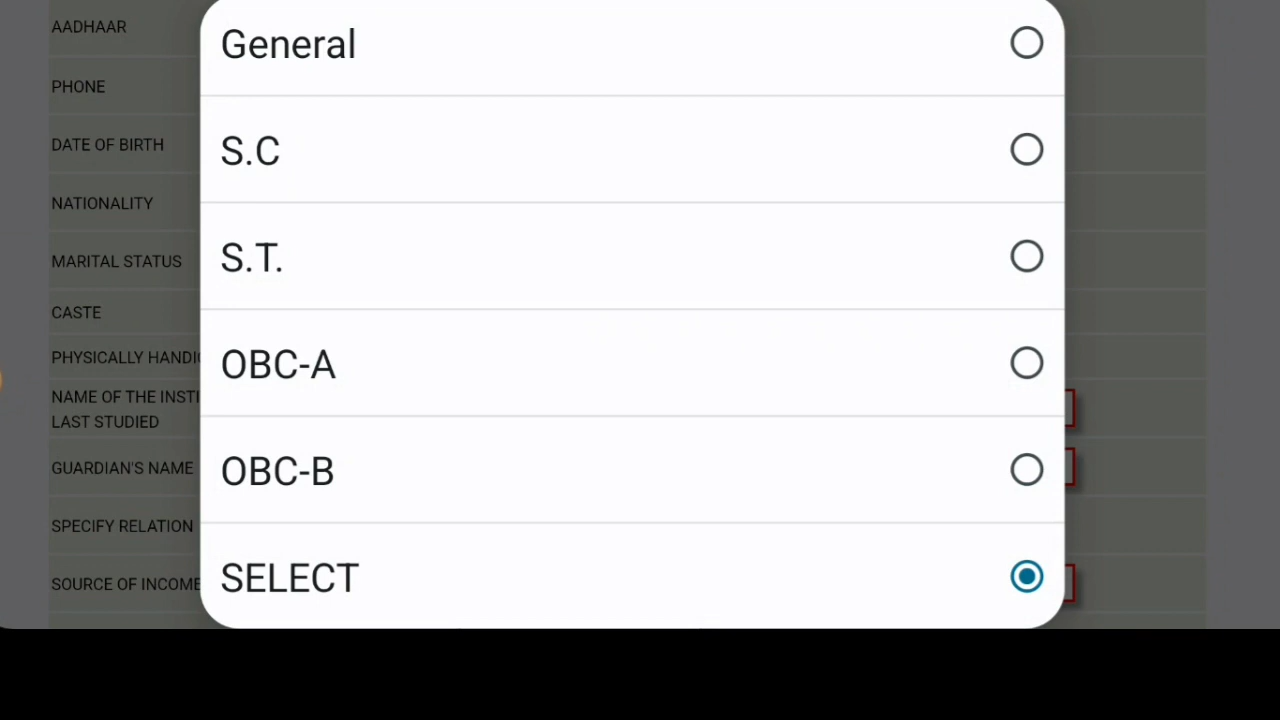 AADHAAR
PHONE
DATE OF BIRTH
NATIONALITY
MARITAL STATUS
CASTE
PHYSICALLY
NAME OF THE
LAST STUDIED
GUARDIAN'S NAME
SPECIFY RELATION
SOURCE OF INCOME
General
S.C
S.T.
OBC-A
OBC-B
SELECT